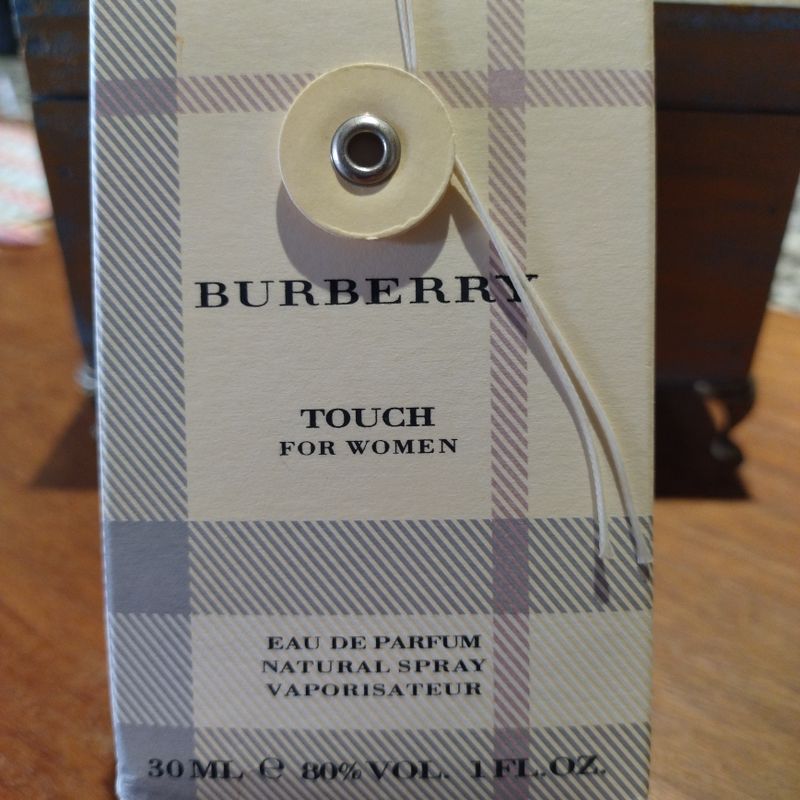 BURBERRY
TOUCH
FOR WOMEN
EAU DE PARFUM
NATURAL SPRAY
VAPORISATEUR
30 ML ℮ 80% VOL. 1 FL.OZ.